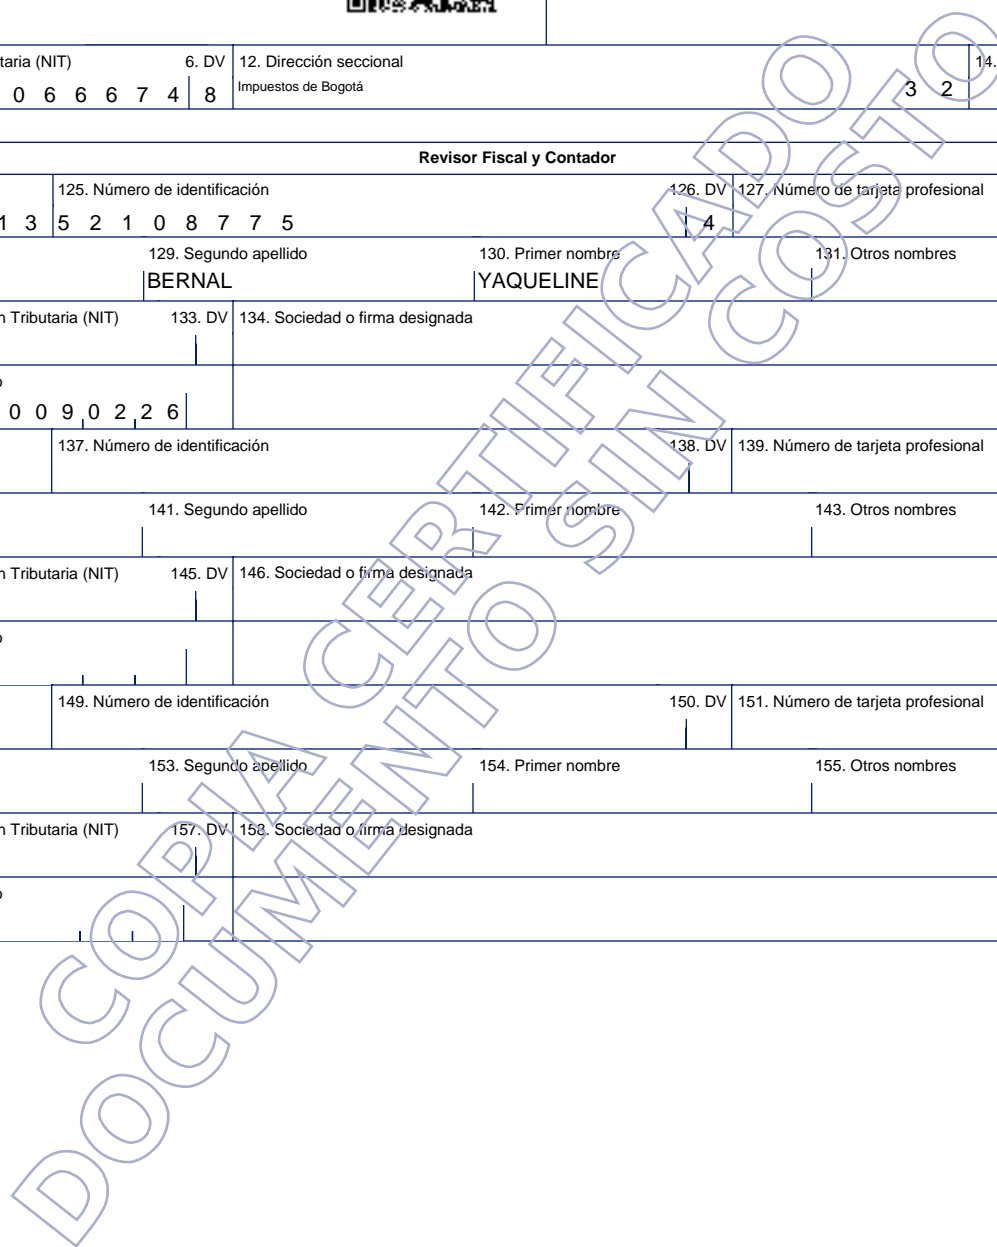 taria (NIT) 6. DV 12. Dirección seccional 14.
0 6 6 6 7 4 8 Impuestos de Bogotá 3 2
Revisor Fiscal y Contador
125. Número de identificación 126. DV 127. Número de tarjeta profesional
1 3 5 2 1 0 8 7 7 5 4
129. Segundo apellido 130. Primer nombre 131. Otros nombres
BERNAL YAQUELINE
n Tributaria (NIT) 133. DV 134. Sociedad o firma designada
o
0 0 9 0 2 2 6
137. Número de identificación 138. DV 139. Número de tarjeta profesional
141. Segundo apellido 142. Primer nombre 143. Otros nombres
n Tributaria (NIT) 145. DV 146. Sociedad o firma designada
o
149. Número de identificación 150. DV 151. Número de tarjeta profesional
153. Segundo apellido 154. Primer nombre 155. Otros nombres
n Tributaria (NIT) 157. DV 158. Sociedad o firma designada
o
COPIA CERTIFICADO
DOCUMENTO SIN COSTO